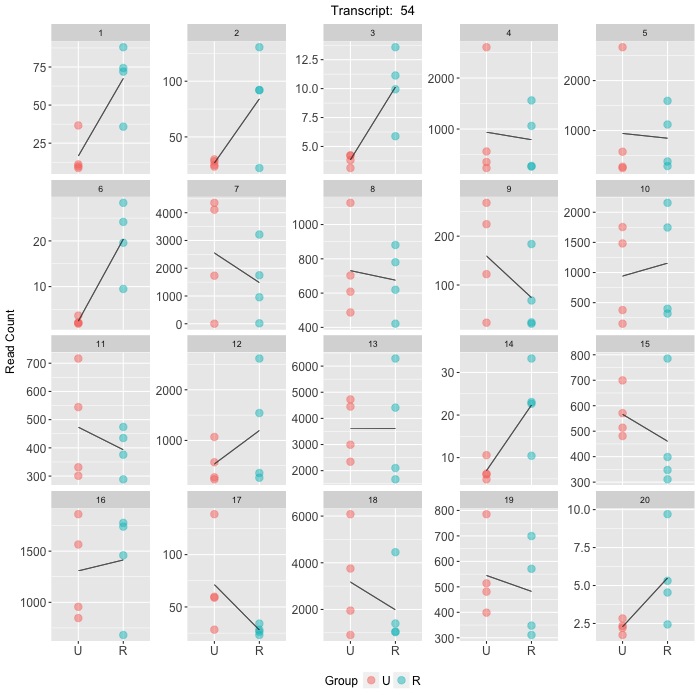 Transcript: 54
1 2 3 4 5
75 50 25
100 50
12.5 10.0 7.5 5.0
2000 1000
2000 1000
6 7 8 9 10
20 10
4000 3000 2000 1000 0
1000 800 600 400
200 100
2000 1500 1000 500
Read Count
11 12 13 14 15
700 600 500 400 300
2000 1000
6000 5000 4000 3000 2000
30 20 10
800 700 600 500 400 300
16 17 18 19 20
1500 1000
100 50
6000 4000 2000
800 700 600 500 400 300
10.0 7.5 5.0 2.5
U R U R U R U R U R
Group U R